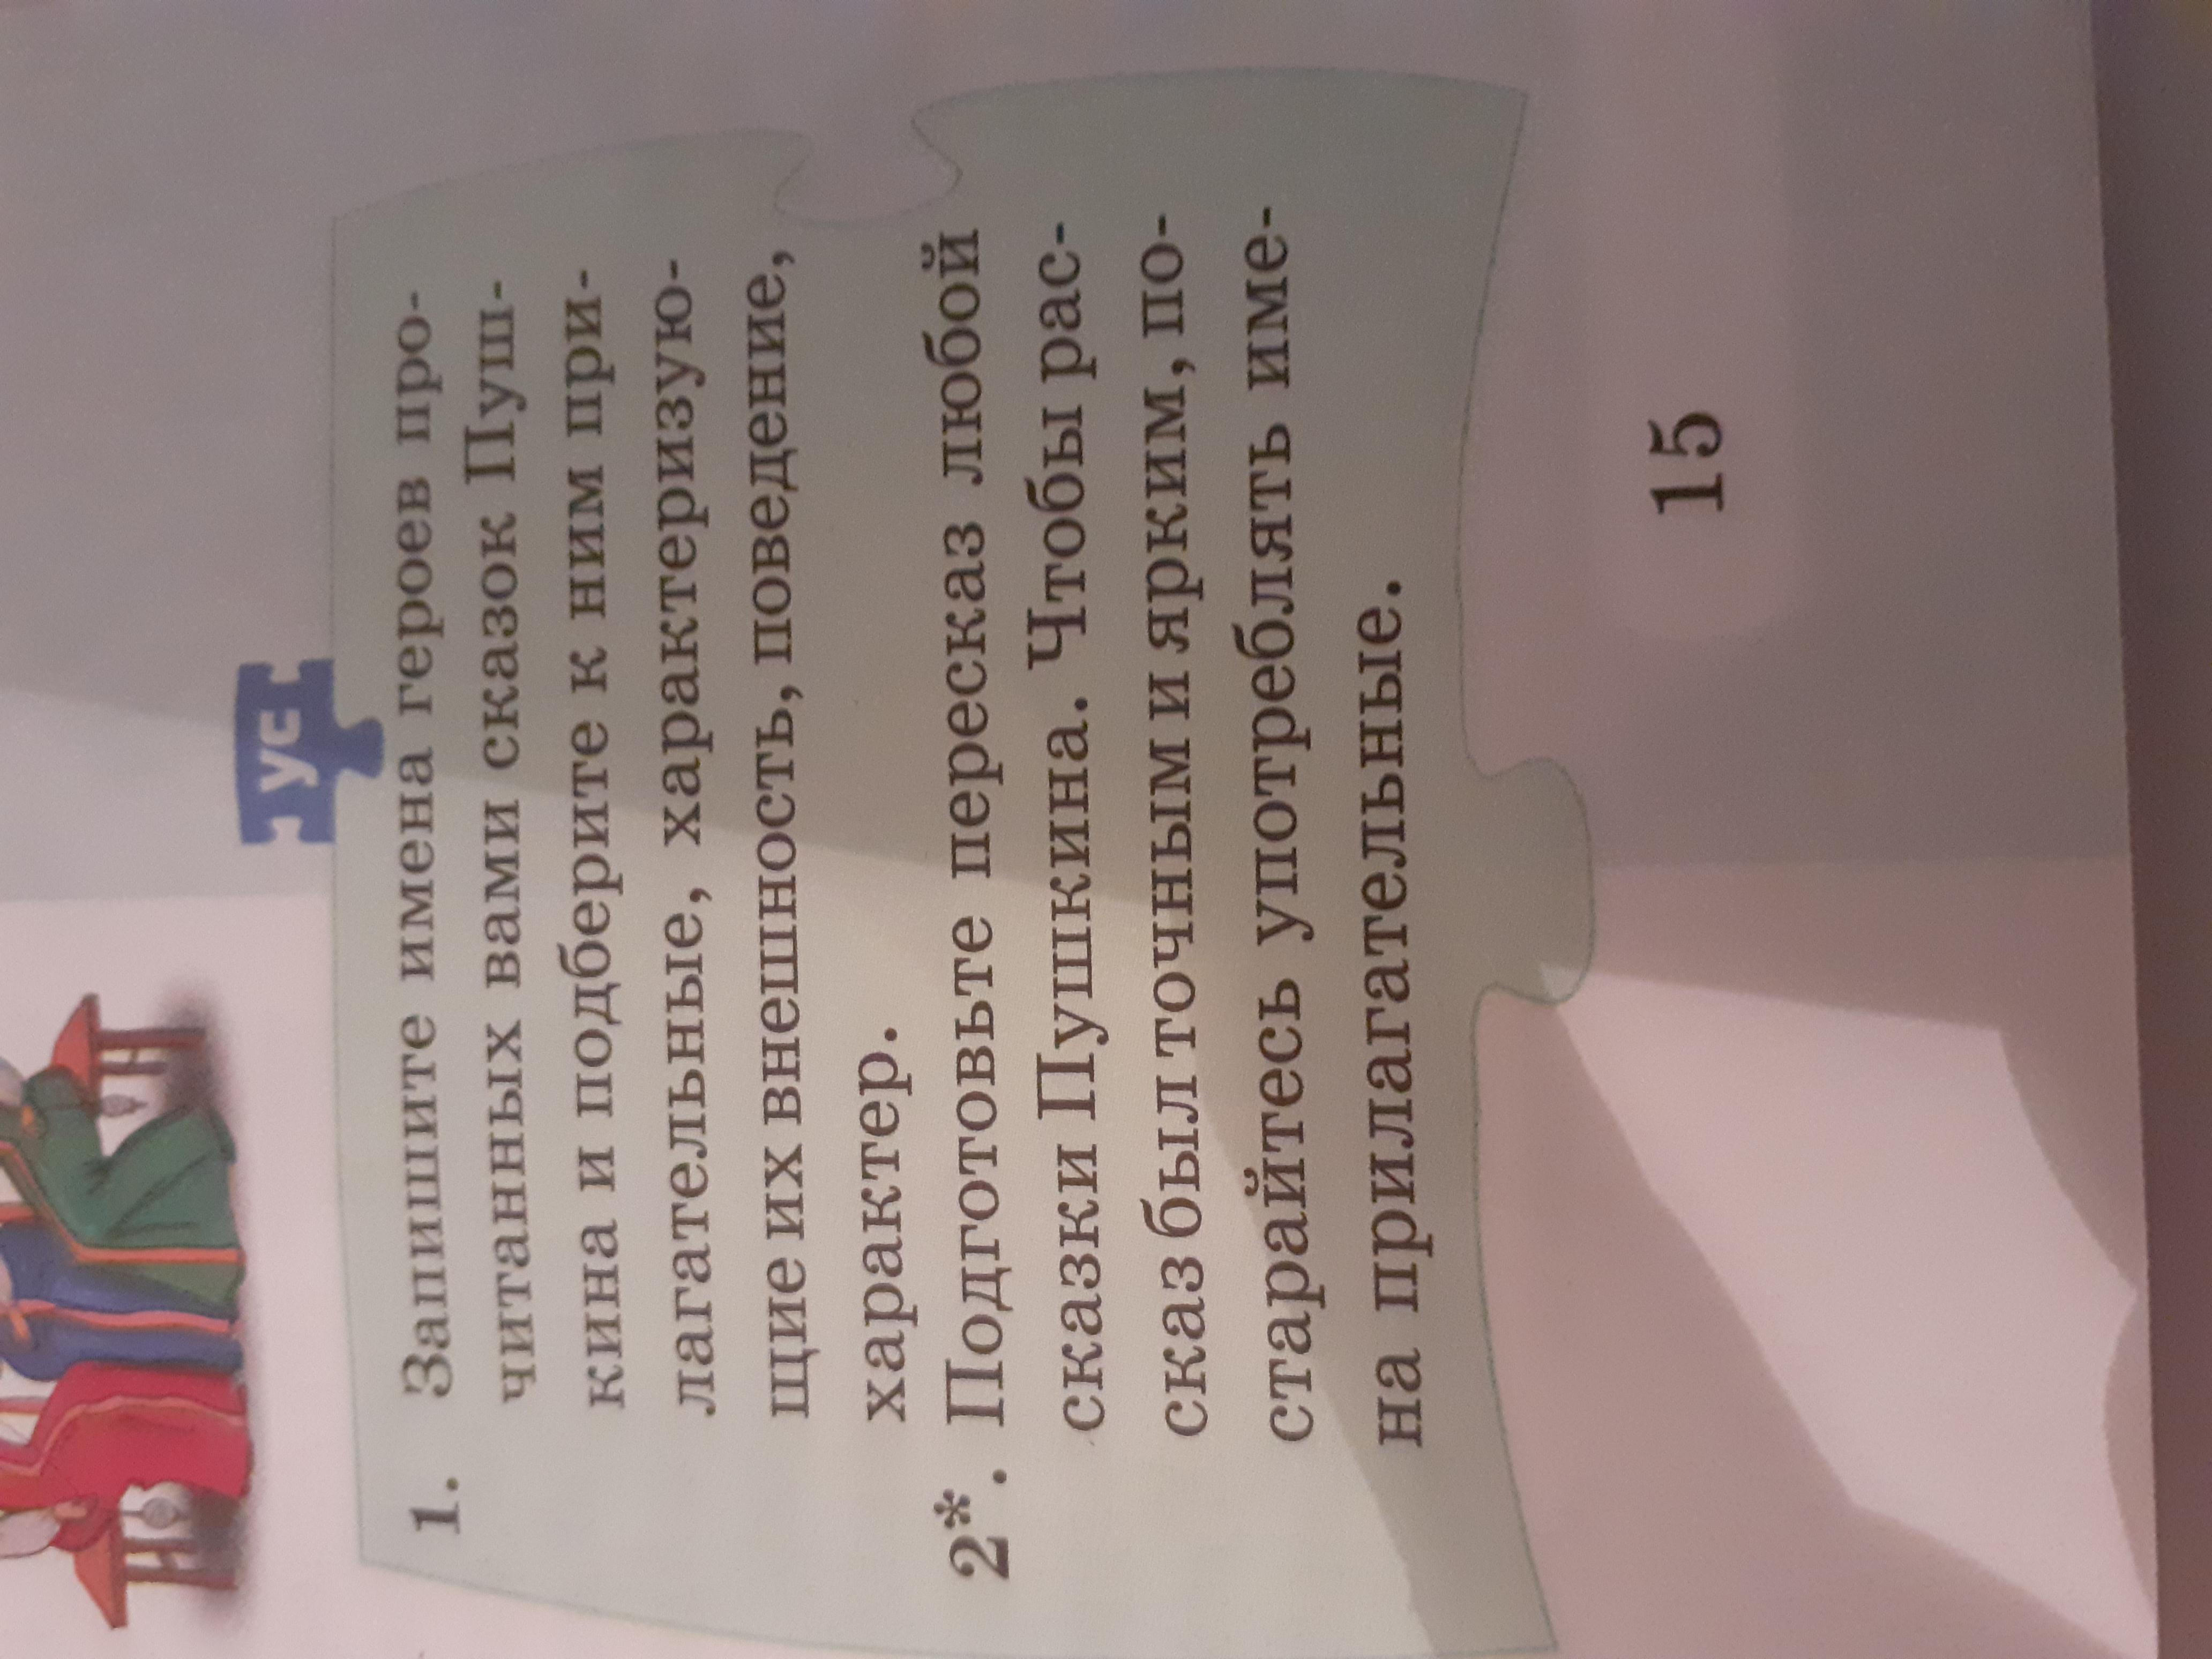 ус
1. Запишите имена героев про-
читанных вами сказок Пуш-
кина и подберите к ним при-
лагательные, характеризую-
щие их внешность, поведение,
характер.
2*. Подготовьте пересказ любой
сказки Пушкина. Чтобы рас-
сказ был точным и ярким, по-
старайтесь употреблять име-
на прилагательные.
15